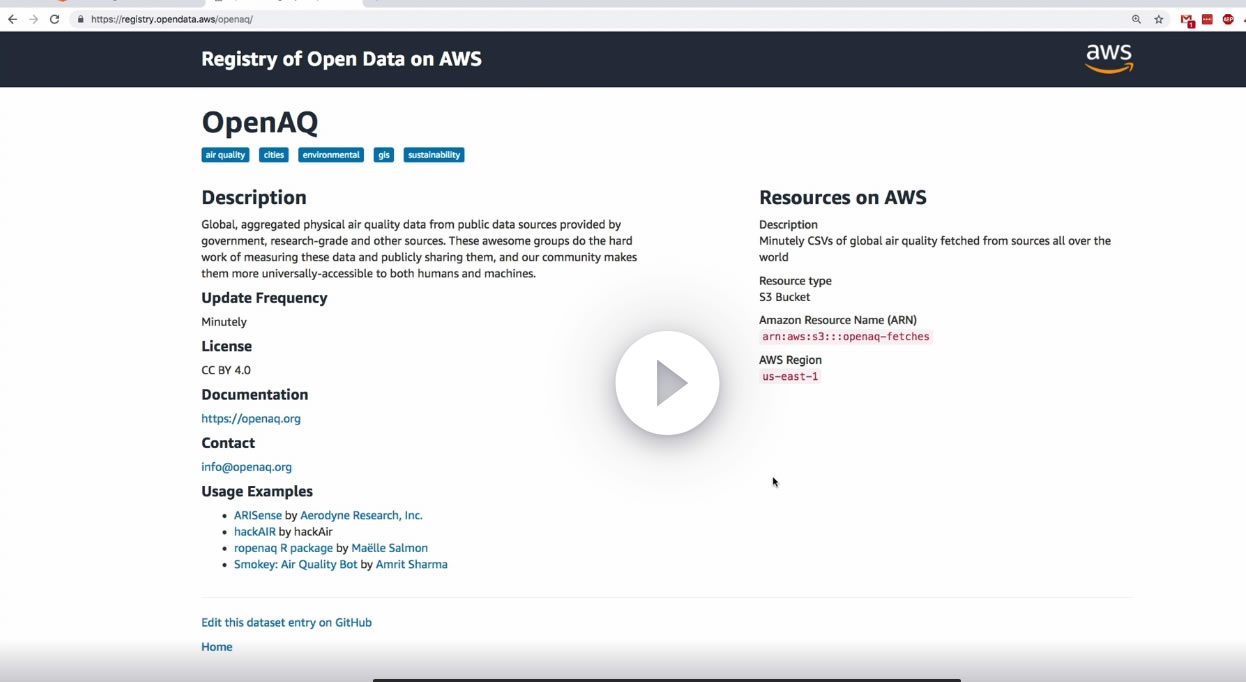 https://registry.opendata.aws/openaq/
1
Registry of Open Data on AWS
aws
OpenAQ
air quality cities environmental gis sustainability
Description
Global, aggregated physical air quality data from public data sources provided by
government, research-grade and other sources. These awesome groups do the hard
work of measuring these data and publicly sharing them, and our community makes
them more universally-accessible to both humans and machines.
Update Frequency
Minutely
License
CC BY 4.0
Documentation
https://openaq.org
Contact
info@openaq.org
Usage Examples
• ARISense by Aerodyne Research, Inc.
• hackAIR by hackAir
• ropenaq R package by Maëlle Salmon
• Smokey: Air Quality Bot by Amrit Sharma
Resources on AWS
Description
Minutely CSVs of global air quality fetched from sources all over the
world
Resource type
S3 Bucket
Amazon Resource Name (ARN)
arn:aws:s3:::openaq-fetches
AWS Region
us-east-1
Edit this dataset entry on GitHub
Home